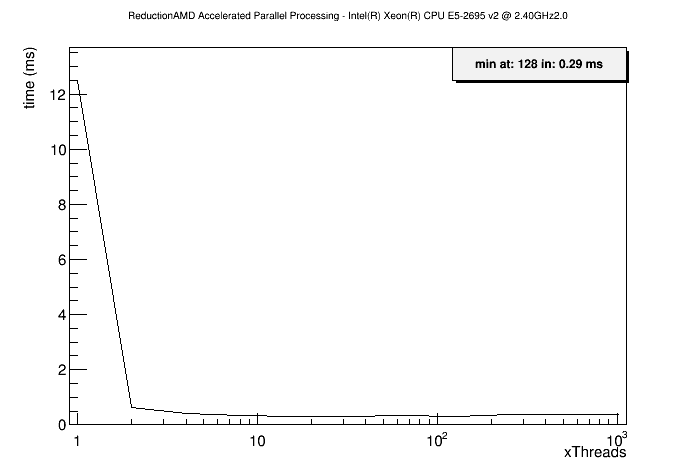 ReductionAMD Accelerated Parallel Processing - Intel(R) Xeon(R) CPU E5-2695 v2 @ 2.40GHz2.0
time (ms)
min at: 128 in: 0.29 ms
12
10
8
6
4
2
0
1 10 10² 10³
xThreads